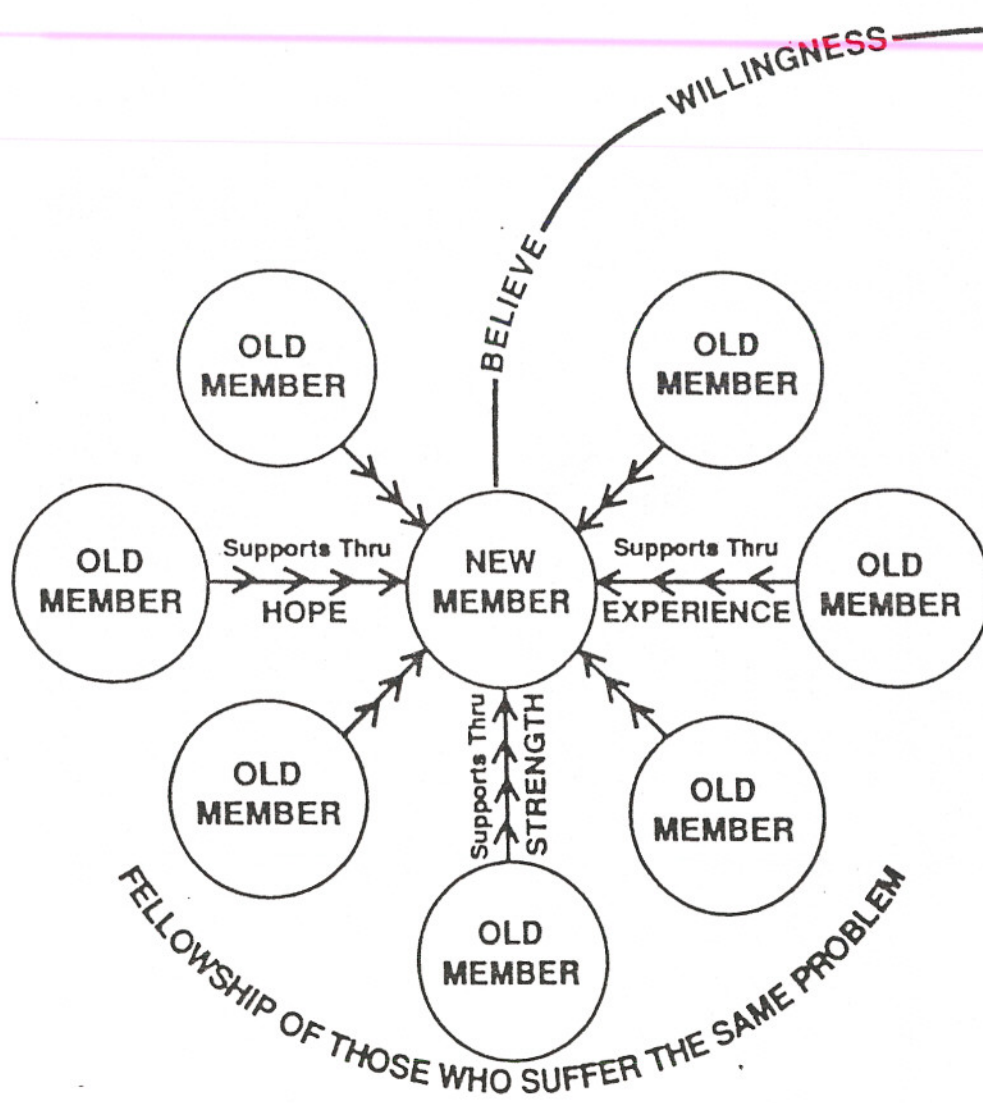 WILLINGNESS
BELIEVE
OLD
MEMBER
OLD
MEMBER
OLD
MEMBER
Supports Thru
HOPE
NEW
MEMBER
Supports Thru
EXPERIENCE
OLD
MEMBER
OLD
MEMBER
Supports Thru
STRENGTH
OLD
MEMBER
OLD
MEMBER
FELLOWSHIP OF THOSE WHO SUFFER THE SAME PROBLEM